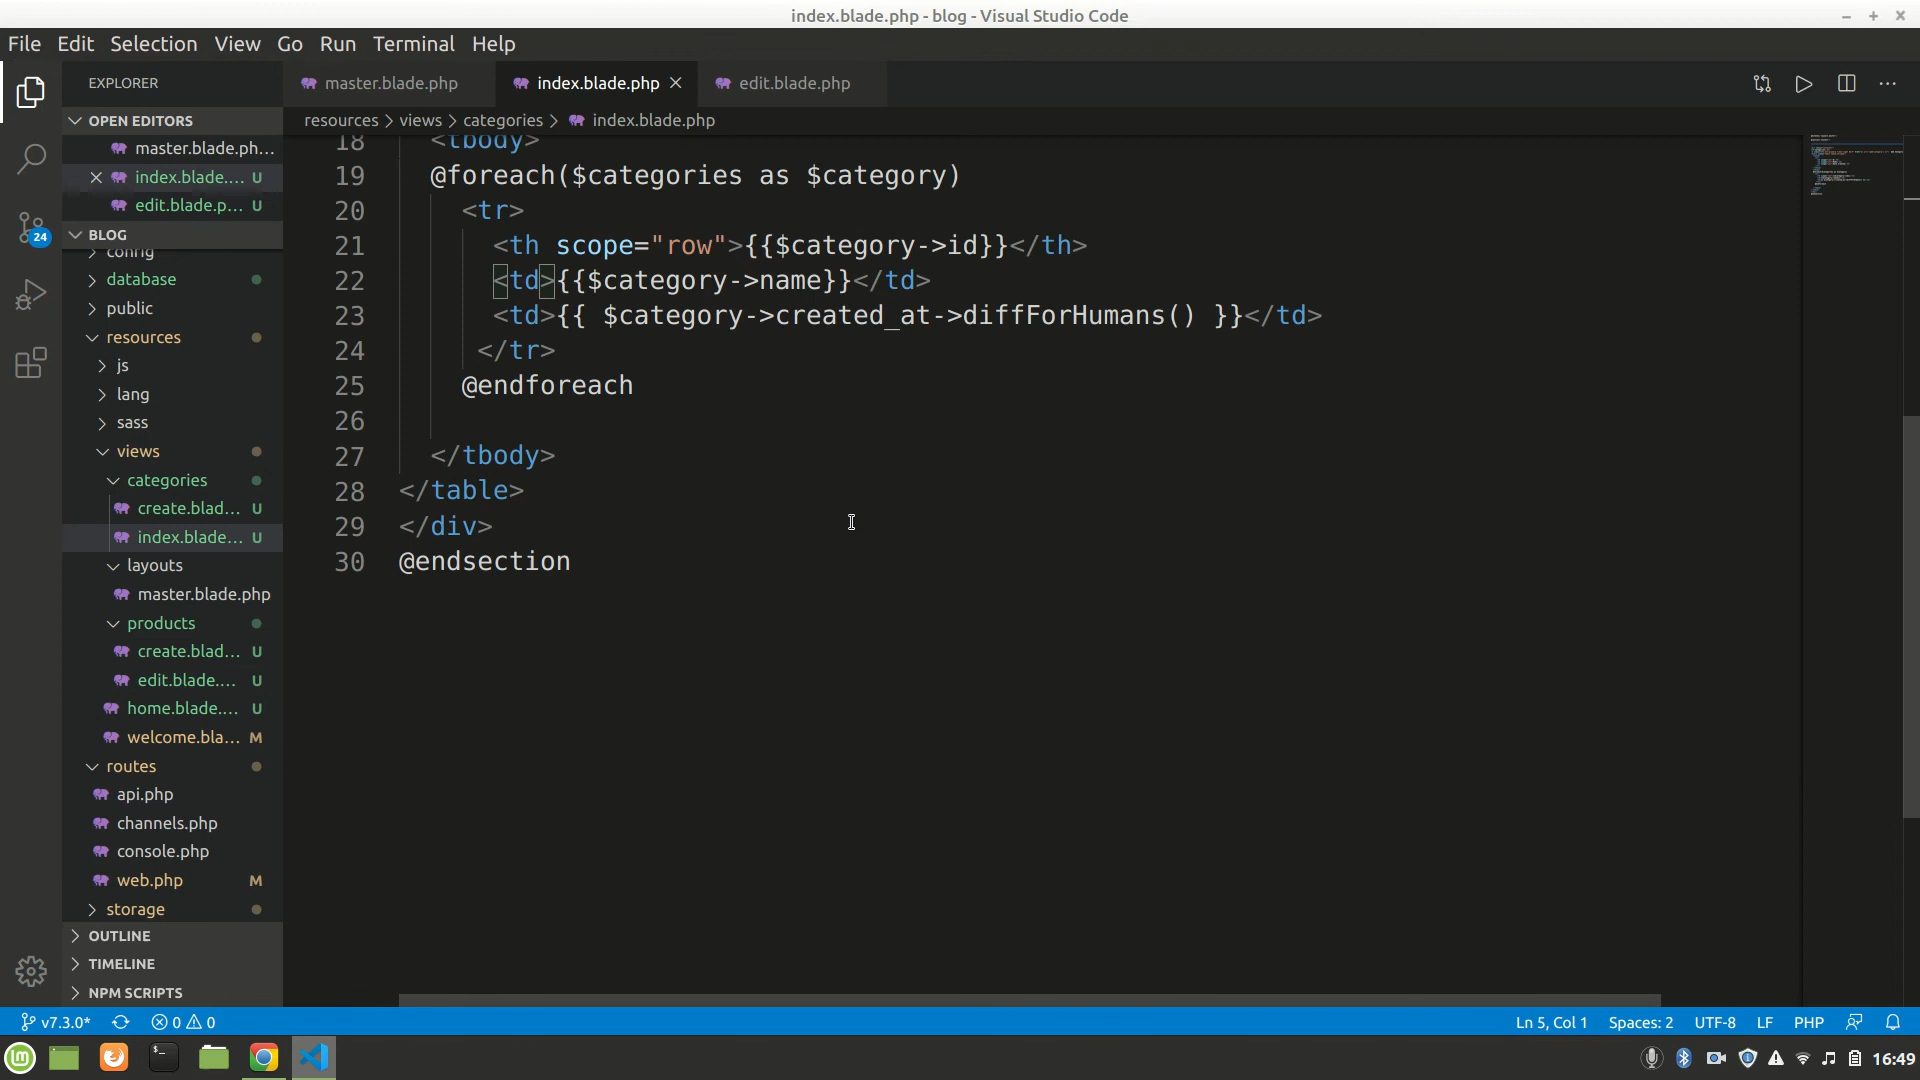 index.blade.php - blog - Visual Studio Code
File Edit Selection View Go Run Terminal Help
EXPLORER
master.blade.php index.blade.php edit.blade.php
OPEN EDITORS
resources > views > categories > index.blade.php
master.blade.ph...
index.blade.... U
edit.blade.p... U
BLOG
config
database
public
resources
js
lang
sass
views
categories
create.blad... U
index.blade... U
layouts
master.blade.php
products
create.blad... U
edit.blade.... U
home.blade.... U
welcome.bla... M
routes
api.php
channels.php
console.php
web.php M
storage
OUTLINE
TIMELINE
NPM SCRIPTS
24
18 <tbody>
19 @foreach($categories as $category)
20 <tr>
21 <th scope="row">{{$category->id}}</th>
22 <td>{{$category->name}}</td>
23 <td>{{ $category->created_at->diffForHumans() }}</td>
24 </tr>
25 @endforeach
26
27 </tbody>
28 </table>
29 </div>
30 @endsection
v7.3.0* 0 0 Ln 5, Col 1 Spaces: 2 UTF-8 LF PHP
16:49